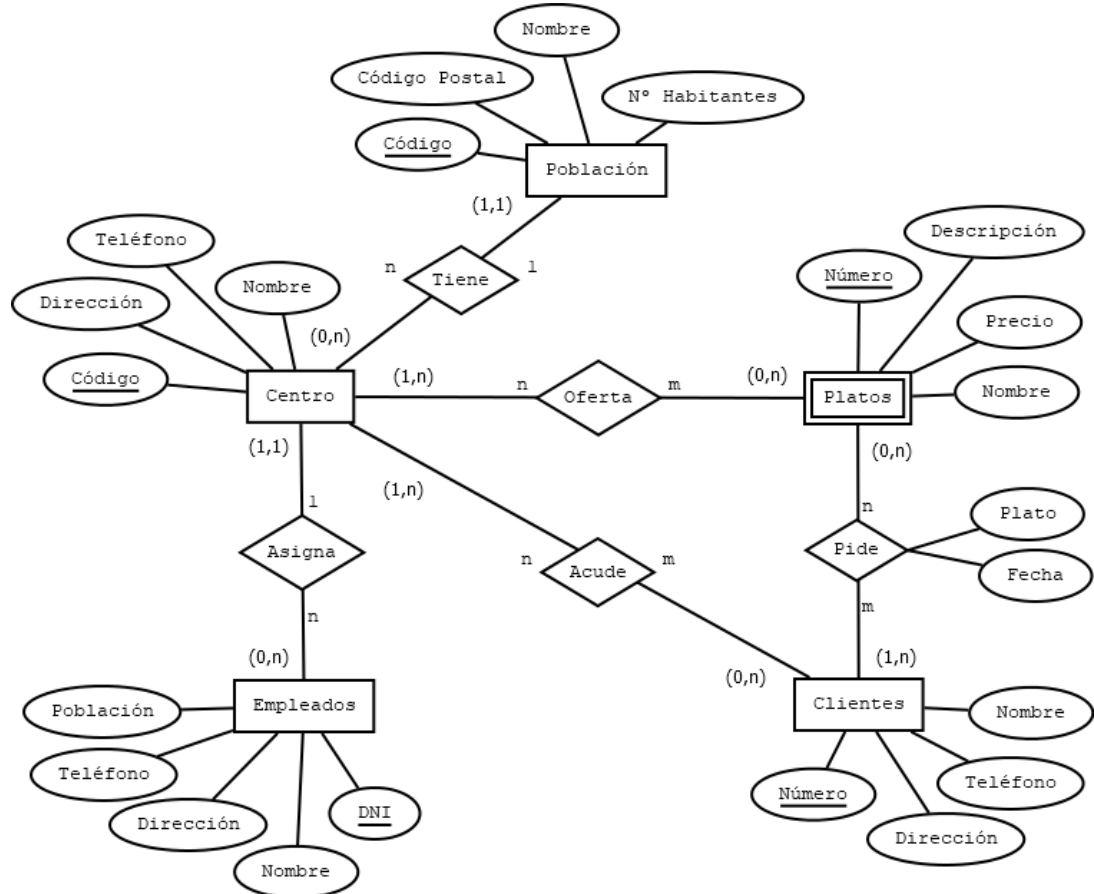 Nombre
Código Postal
Nº Habitantes
Código
Población
(1,1)
Teléfono
Descripción
Número
n
Tiene
l
Nombre
Dirección
Precio
(0,n)
Código
Centro
(1,n)
n
Oferta
m
(0,n)
Platos
Nombre
(1,1)
(0,n)
(1,n)
l
n
Plato
Asigna
n
Acude
m
Pide
Fecha
n
m
(0,n)
(0,n)
(1,n)
Población
Empleados
Clientes
Nombre
Teléfono
Número
Teléfono
Dirección
DNI
Dirección
Nombre